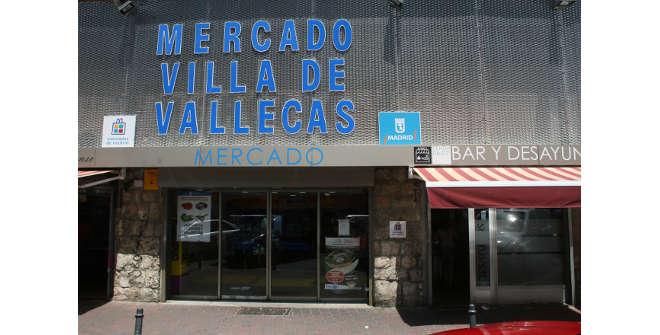 MERCADO
VILLA DE
VALLECAS
MADRID
MERCADO
BAR Y DESAYUN